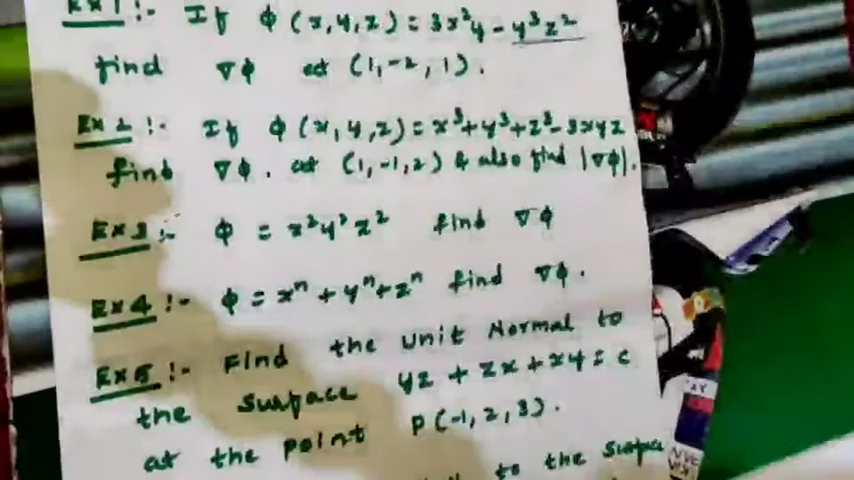 Ex 1 :- If φ(x,y,z) = 3x²y - y³z²
find ∇φ at (1,-2,1).
Ex 2 :- If φ(x,y,z) = x³+y³+z³-3xyz
find ∇φ. at (1,-1,2) & also find |∇φ|.
Ex 3 :- φ = x²y²z² find ∇φ
Ex 4 :- φ = xⁿ + yⁿ + zⁿ find ∇φ.
Ex 5 :- Find the unit Normal to
the surface yz + zx + xy = c
at the point P(-1,2,3).
to the surface